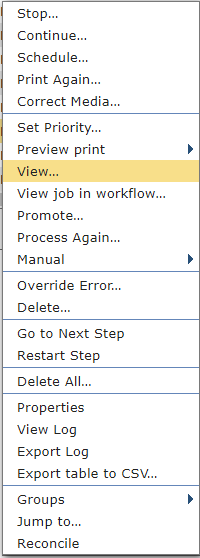 Stop...
Continue...
Schedule...
Print Again...
Correct Media...
Set Priority...
Preview print
View...
View job in workflow...
Promote...
Process Again...
Manual
Override Error...
Delete...
Go to Next Step
Restart Step
Delete All...
Properties
View Log
Export Log
Export table to CSV...
Groups
Jump to...
Reconcile